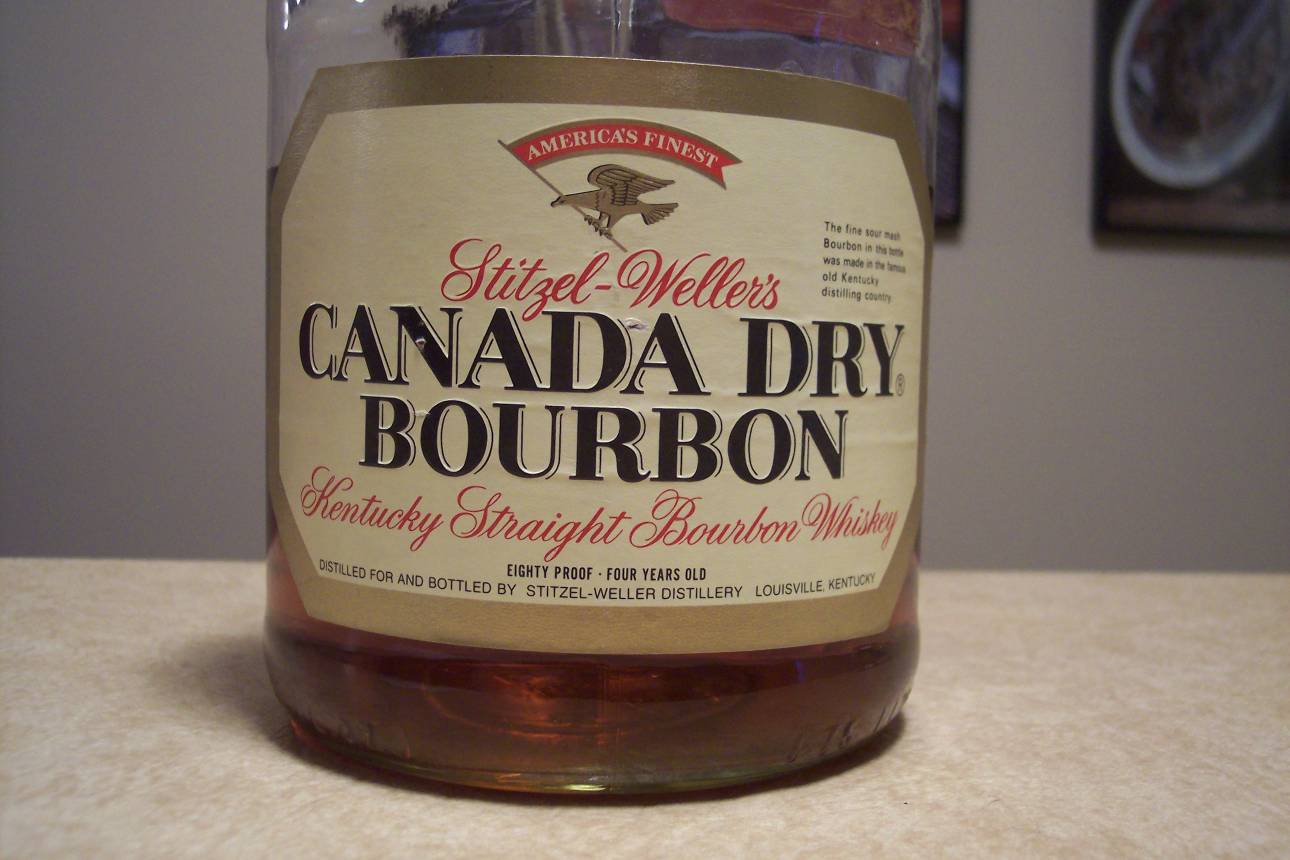 AMERICA'S FINEST
The fine sour mash
Bourbon in this bottle
was made in the famous
old Kentucky
distilling country.
Stitzel-Weller's
CANADA DRY®
BOURBON
Kentucky Straight Bourbon Whiskey
EIGHTY PROOF · FOUR YEARS OLD
DISTILLED FOR AND BOTTLED BY STITZEL-WELLER DISTILLERY LOUISVILLE, KENTUCKY